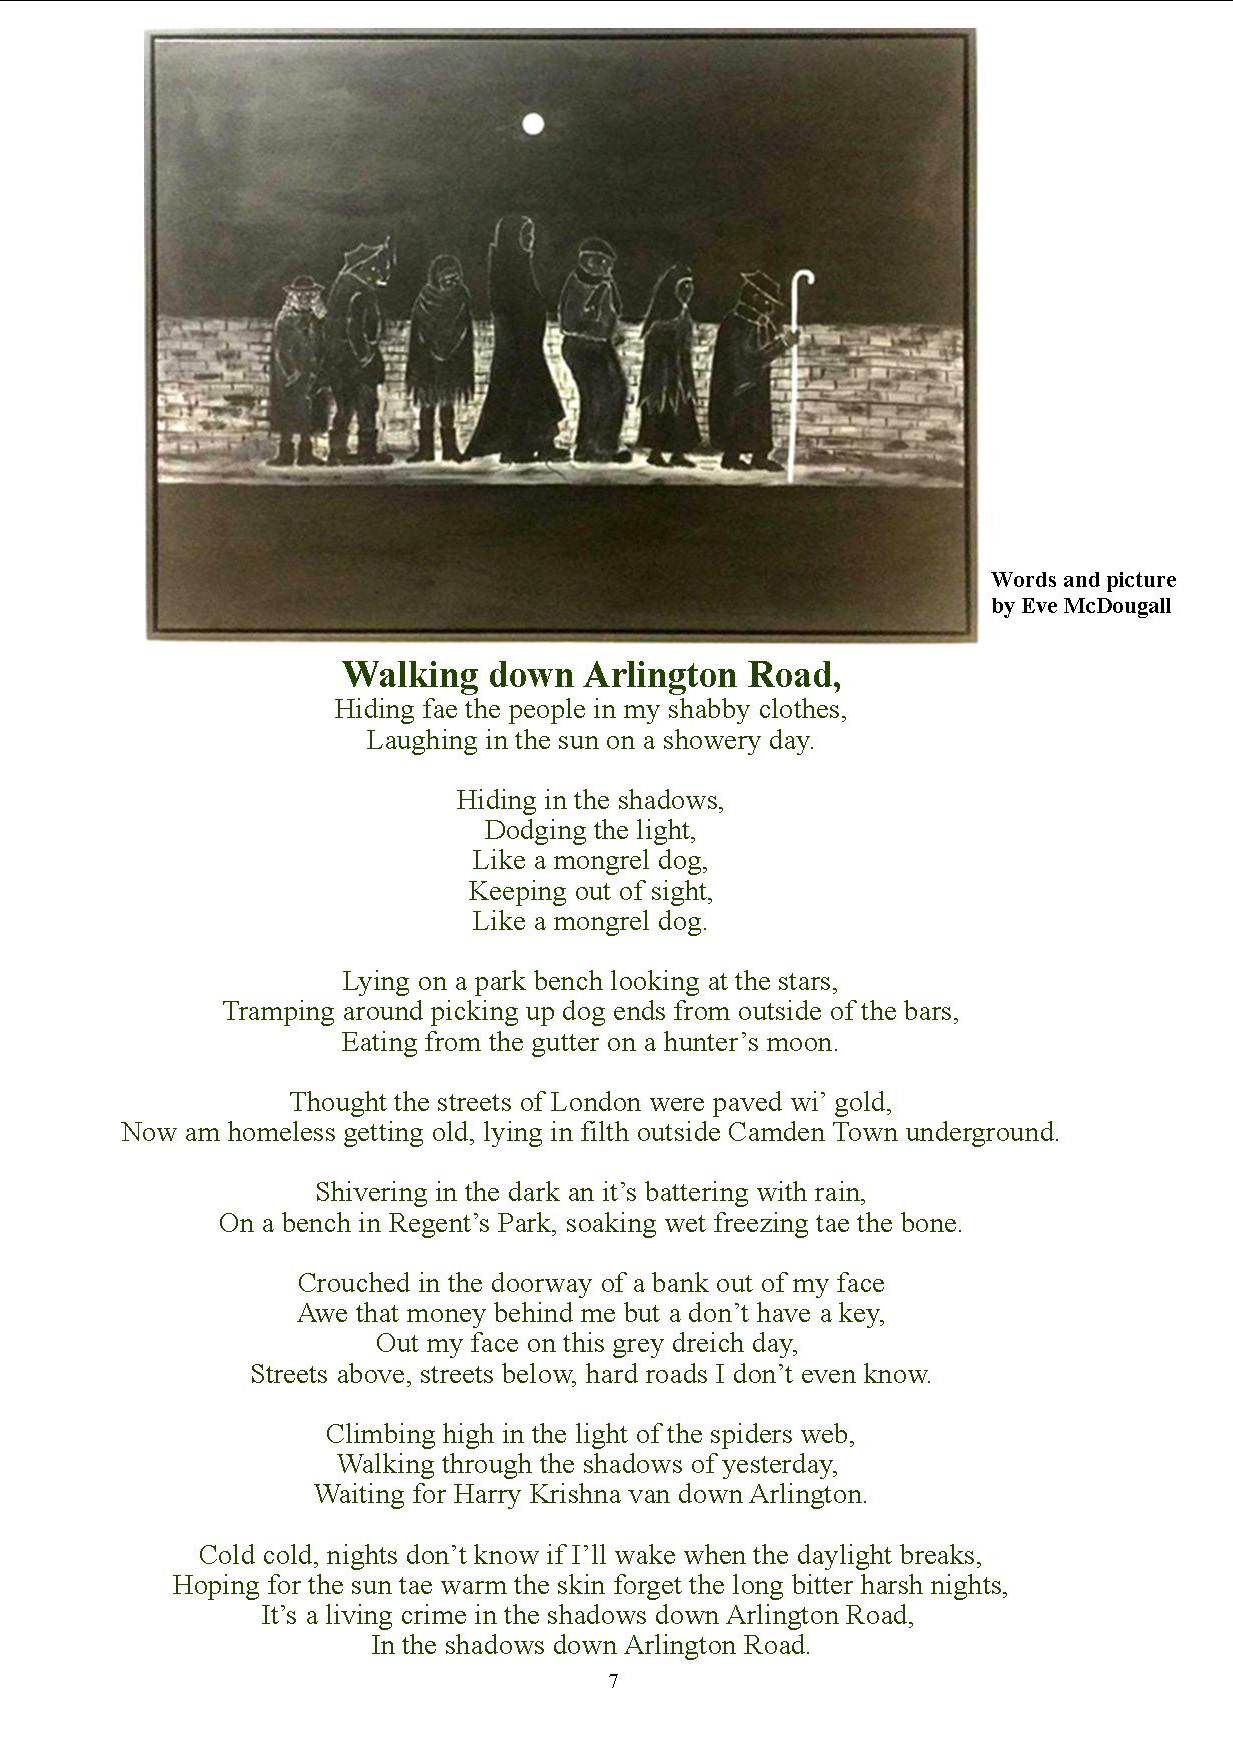 Words and picture
by Eve McDougall
Walking down Arlington Road,
Hiding fae the people in my shabby clothes,
Laughing in the sun on a showery day.
Hiding in the shadows,
Dodging the light,
Like a mongrel dog,
Keeping out of sight,
Like a mongrel dog.
Lying on a park bench looking at the stars,
Tramping around picking up dog ends from outside of the bars,
Eating from the gutter on a hunter’s moon.
Thought the streets of London were paved wi’ gold,
Now am homeless getting old, lying in filth outside Camden Town underground.
Shivering in the dark an it’s battering with rain,
On a bench in Regent’s Park, soaking wet freezing tae the bone.
Crouched in the doorway of a bank out of my face
Awe that money behind me but a don’t have a key,
Out my face on this grey dreich day,
Streets above, streets below, hard roads I don’t even know.
Climbing high in the light of the spiders web,
Walking through the shadows of yesterday,
Waiting for Harry Krishna van down Arlington.
Cold cold, nights don’t know if I’ll wake when the daylight breaks,
Hoping for the sun tae warm the skin forget the long bitter harsh nights,
It’s a living crime in the shadows down Arlington Road,
In the shadows down Arlington Road.
7